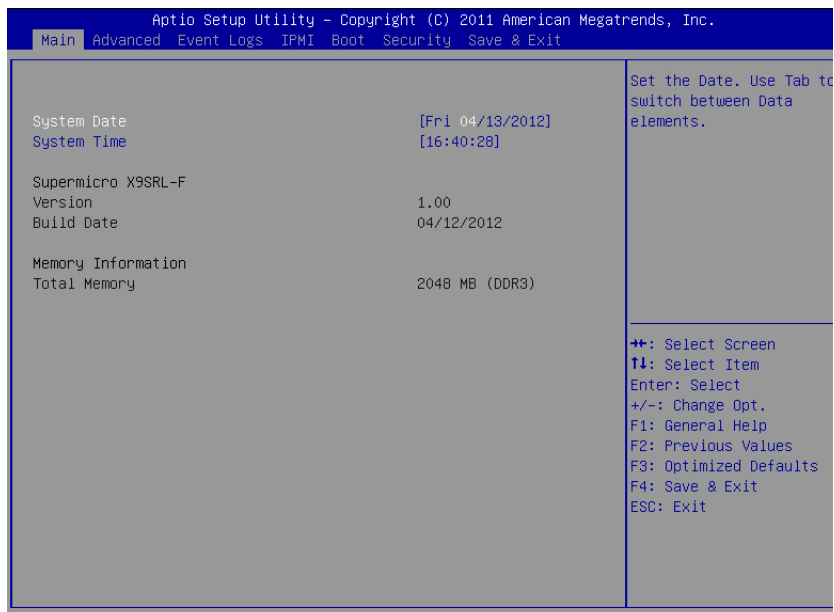 Aptio Setup Utility – Copyright (C) 2011 American Megatrends, Inc.
Main Advanced Event Logs IPMI Boot Security Save & Exit
System Date [Fri 04/13/2012]
System Time [16:40:28]
Supermicro X9SRL-F
Version 1.00
Build Date 04/12/2012
Memory Information
Total Memory 2048 MB (DDR3)
Set the Date. Use Tab to
switch between Data
elements.
→←: Select Screen
↑↓: Select Item
Enter: Select
+/-: Change Opt.
F1: General Help
F2: Previous Values
F3: Optimized Defaults
F4: Save & Exit
ESC: Exit